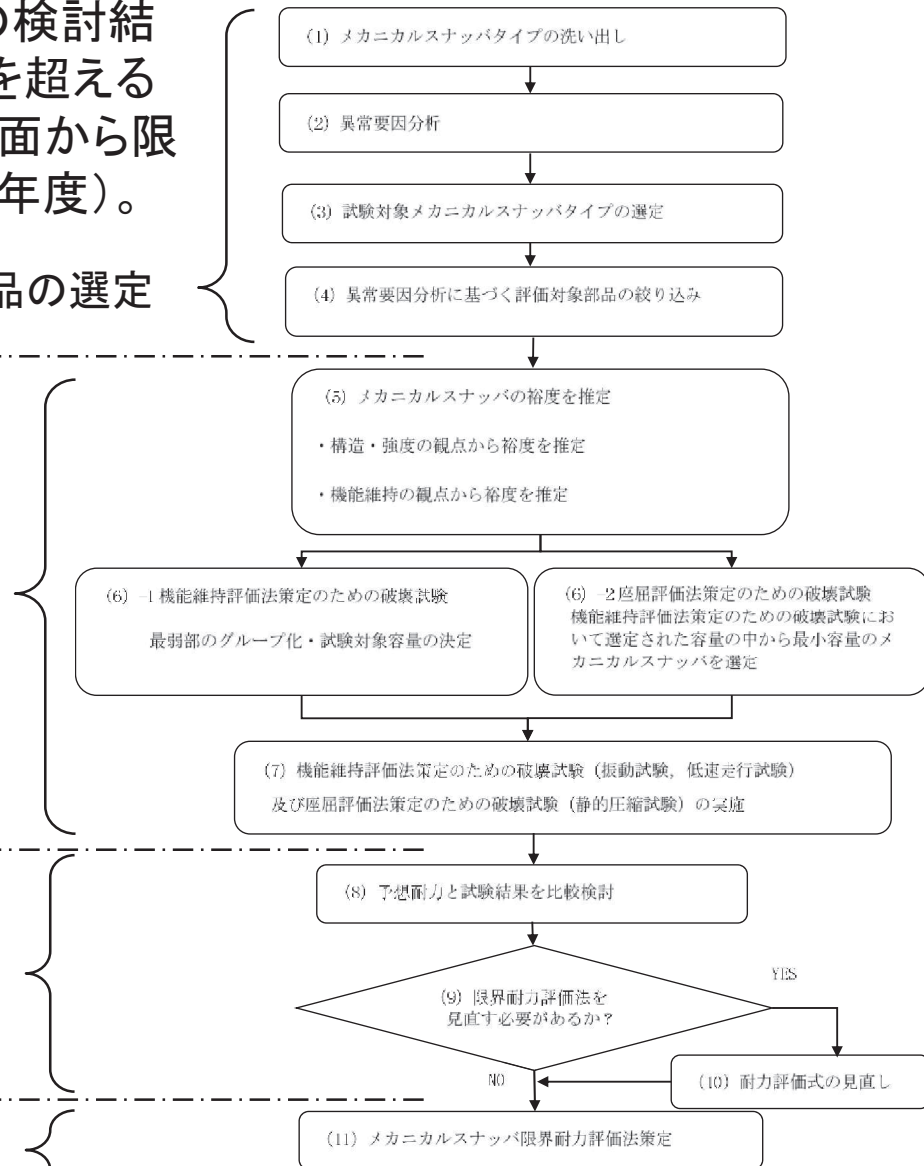 の検討結
を超える
面から限
年度）。
品の選定
(1) メカニカルスナッバタイプの洗い出し
(2) 異常要因分析
(3) 試験対象メカニカルスナッバタイプの選定
(4) 異常要因分析に基づく評価対象部品の絞り込み
(5) メカニカルスナッバの裕度を推定
・構造・強度の観点から裕度を推定
・機能維持の観点から裕度を推定
(6) -1 機能維持評価法策定のための破壊試験
最弱部のグループ化・試験対象容量の決定
(6) -2 座屈評価法策定のための破壊試験
機能維持評価法策定のための破壊試験にお
いて選定された容量の中から最小容量のメ
カニカルスナッバを選定
(7) 機能維持評価法策定のための破壊試験 (振動試験, 低速走行試験)
及び座屈評価法策定のための破壊試験 (静的圧縮試験) の実施
(8) 予想耐力と試験結果を比較検討
(9) 限界耐力評価法を
見直す必要があるか？
YES
NO
(10) 耐力評価式の見直し
(11) メカニカルスナッバ限界耐力評価法策定